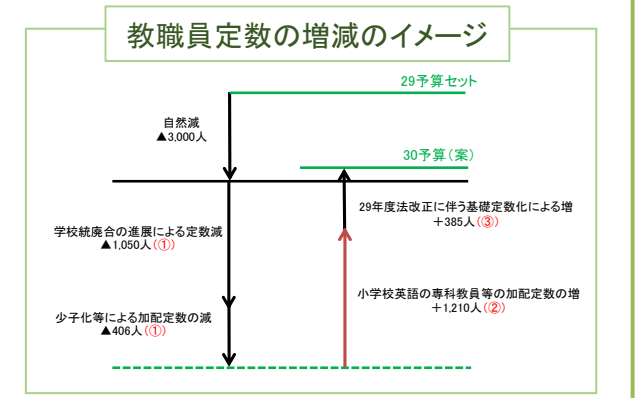 教職員定数の増減のイメージ
29予算セット
自然減
▲3,000人
30予算(案)
29年度法改正に伴う基礎定数化による増
+385人(③)
学校統廃合の進展による定数減
▲1,050人(①)
小学校英語の専科教員等の加配定数の増
+1,210人(②)
少子化等による加配定数の減
▲406人(①)